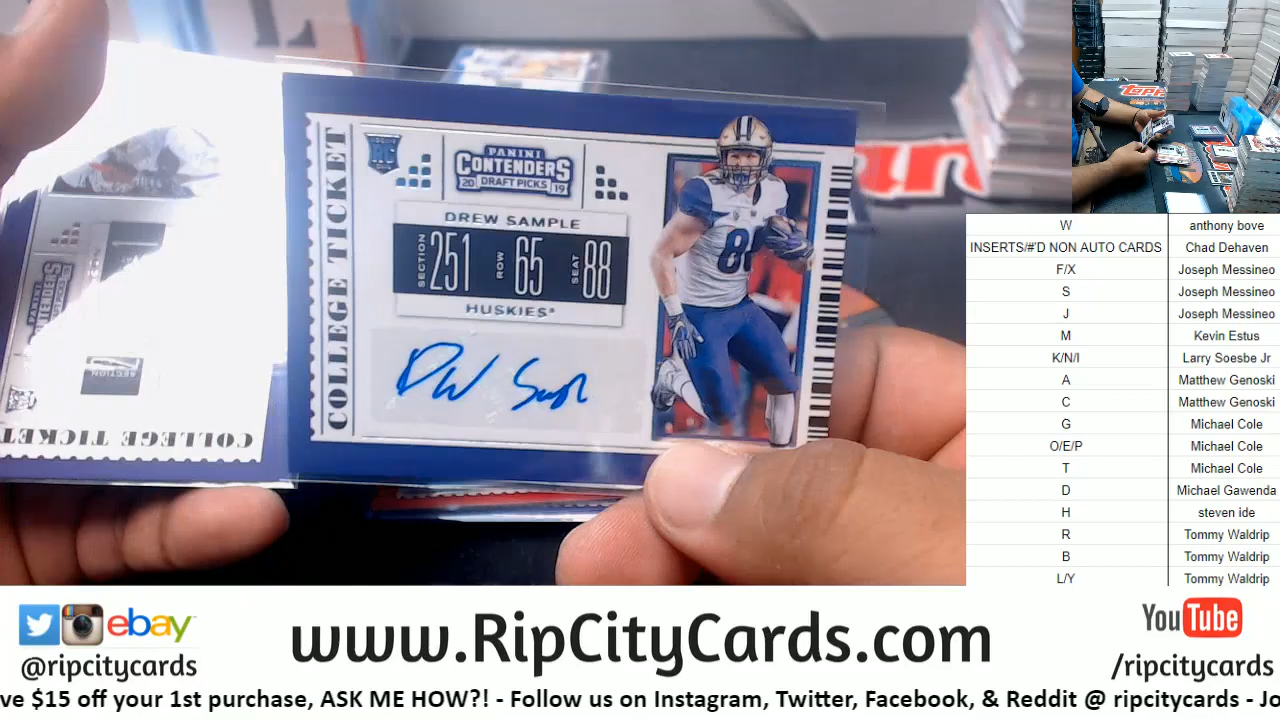 COLLEGE TICKET
PANINI
CONTENDERS
20 DRAFT PICKS 19
DREW SAMPLE
SECTION 251 ROW 65 SEAT 88
HUSKIES
COLLEGE TICKET
SECTION
W anthony bove
INSERTS/#'D NON AUTO CARDS Chad Dehaven
F/X Joseph Messineo
S Joseph Messineo
J Joseph Messineo
M Kevin Estus
K/N/I Larry Soesbe Jr
A Matthew Genoski
C Matthew Genoski
G Michael Cole
O/E/P Michael Cole
T Michael Cole
D Michael Gawenda
H steven ide
R Tommy Waldrip
B Tommy Waldrip
L/Y Tommy Waldrip
ebay
@ripcitycards
www.RipCityCards.com
YouTube
/ripcitycards
ve $15 off your 1st purchase, ASK ME HOW?! - Follow us on Instagram, Twitter, Facebook, & Reddit @ ripcitycards - Jo